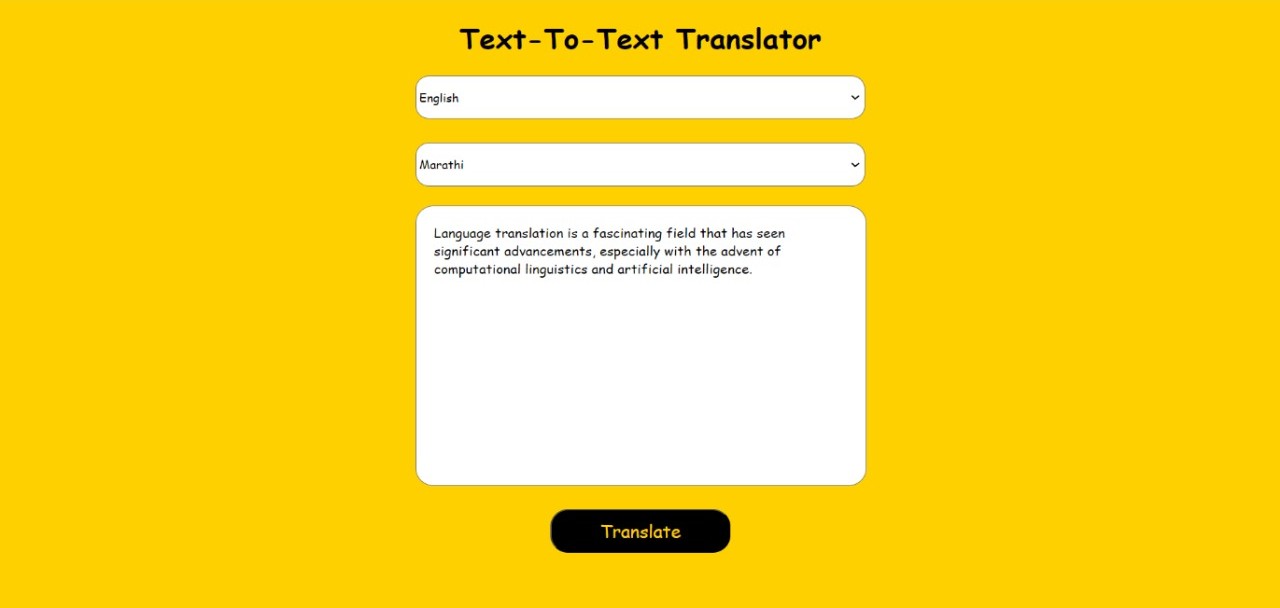 Text-To-Text Translator
English
Marathi
Language translation is a fascinating field that has seen
significant advancements, especially with the advent of
computational linguistics and artificial intelligence.
Translate